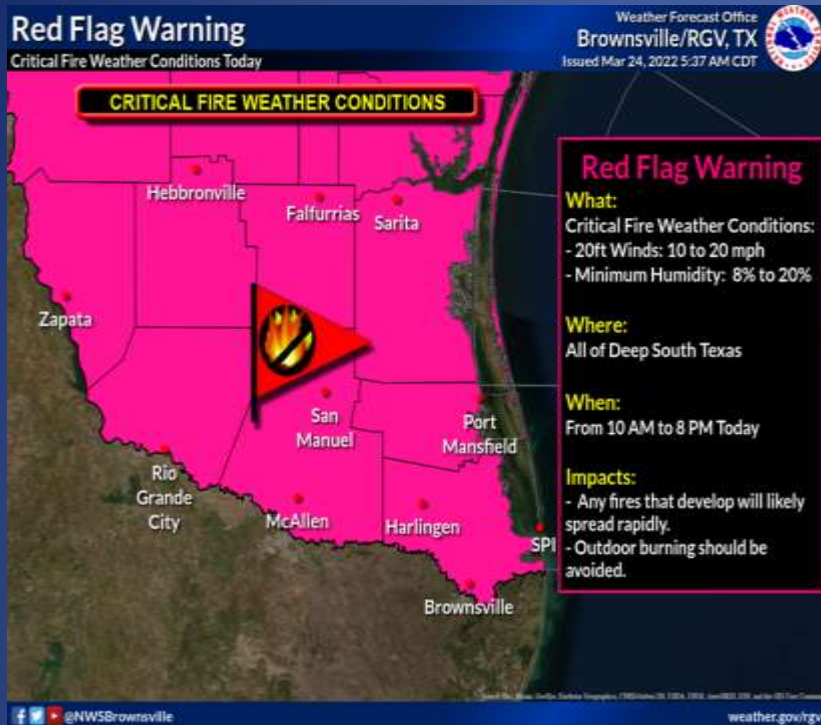 Red Flag Warning
Critical Fire Weather Conditions Today
Weather Forecast Office
Brownsville/RGV, TX
Issued Mar 24, 2022 5:37 AM CDT
CRITICAL FIRE WEATHER CONDITIONS
Hebbronville
Falfurrias
Sarita
Zapata
San
Manuel
Port
Mansfield
Rio
Grande
City
McAllen
Harlingen
SPI
Brownsville
Red Flag Warning
What:
Critical Fire Weather Conditions:
- 20ft Winds: 10 to 20 mph
- Minimum Humidity: 8% to 20%
Where:
All of Deep South Texas
When:
From 10 AM to 8 PM Today
Impacts:
- Any fires that develop will likely
spread rapidly.
- Outdoor burning should be
avoided.
@NWSBrownsville
weather.gov/rgv